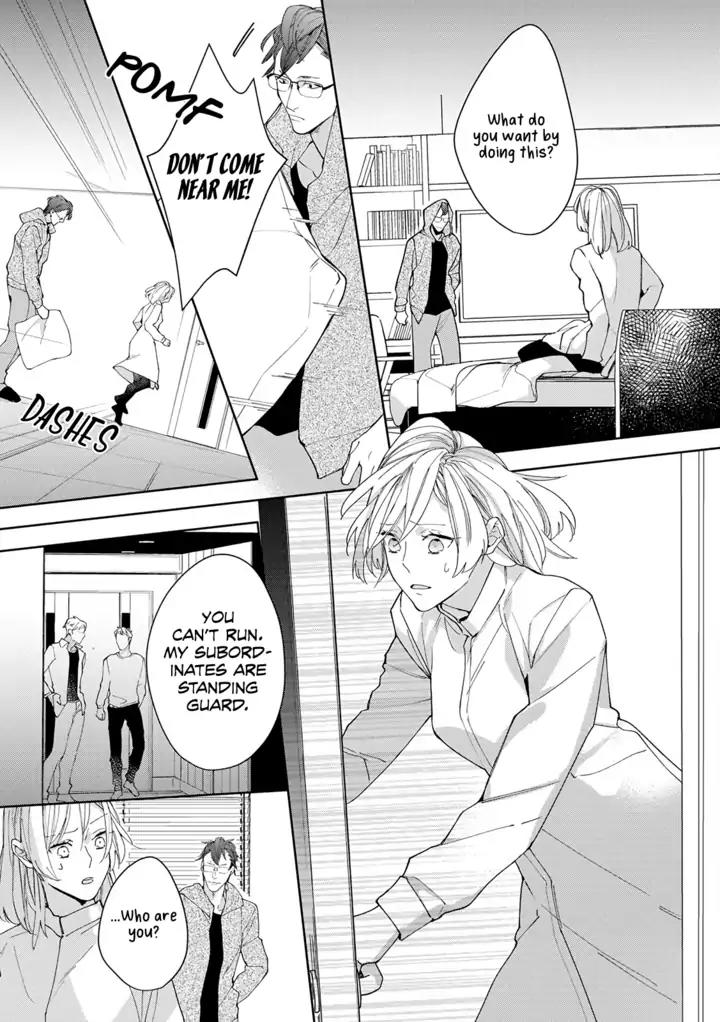 What do
you want by
doing this?
POMF
DON'T COME
NEAR ME!
DASHES
YOU
CAN'T RUN.
MY SUBORD-
INATES ARE
STANDING
GUARD.
...Who are
you?